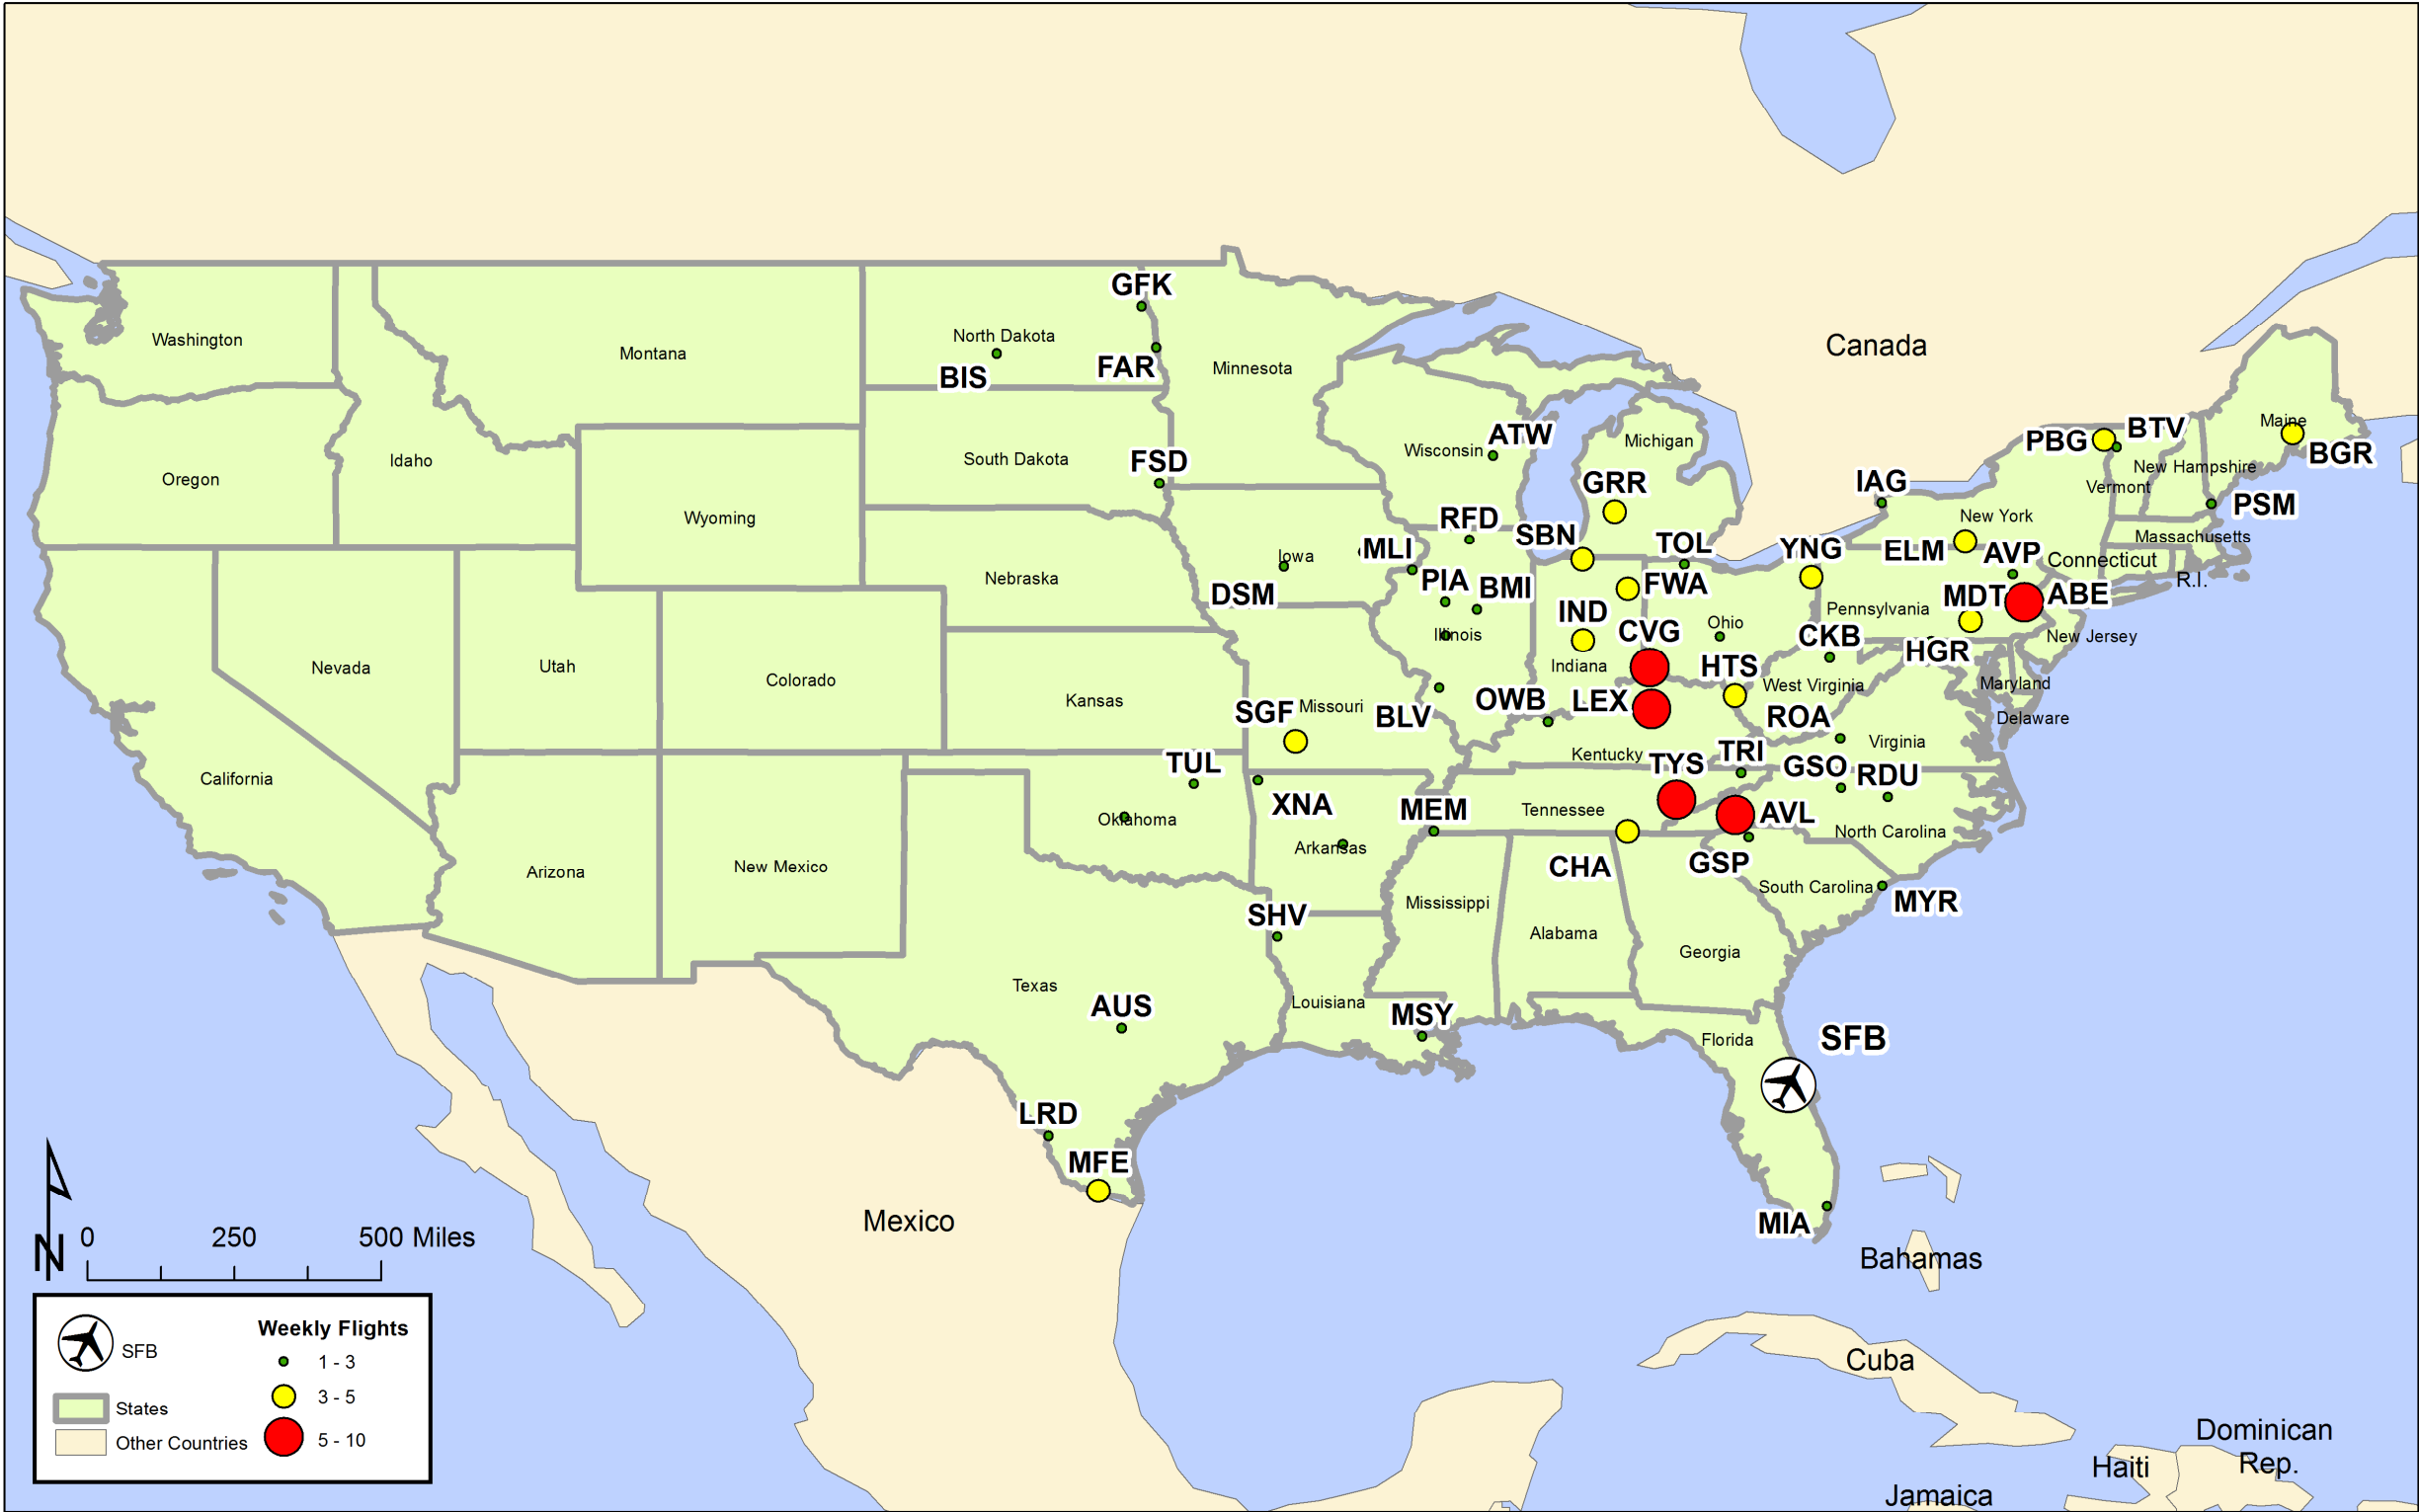 GFK
Washington
North Dakota
Canada
Montana
FAR
Minnesota
BIS
Maine
BTV
ATW
PBG
Michigan
Wisconsin
BGR
Idaho
South Dakota
FSD
New Hampshire
Oregon
GRR
IAG
Vermont
PSM
Wyoming
RFD
New York
SBN
Massachusetts
MLI
TOL
YNG
ELM
AVP
Iowa
Connecticut
Nebraska
PIA
BMI
FWA
R.I.
DSM
MDT
ABE
IND
Pennsylvania
Ohio
Illinois
CVG
CKB
New Jersey
HGR
Nevada
Utah
Indiana
HTS
Colorado
West Virginia
Maryland
Kansas
OWB
LEX
SGF
Missouri
BLV
ROA
Delaware
Virginia
Kentucky
TRI
TUL
TYS
GSO
RDU
California
XNA
MEM
Tennessee
AVL
Oklahoma
North Carolina
Arkansas
Arizona
New Mexico
CHA
GSP
South Carolina
MYR
Mississippi
SHV
Alabama
Georgia
Texas
Louisiana
AUS
MSY
Florida
SFB
LRD
MFE
Mexico
MIA
N
0 250 500 Miles
Bahamas
Weekly Flights
SFB
1 - 3
3 - 5
States
Other Countries
5 - 10
Cuba
Dominican
Rep.
Haiti
Jamaica